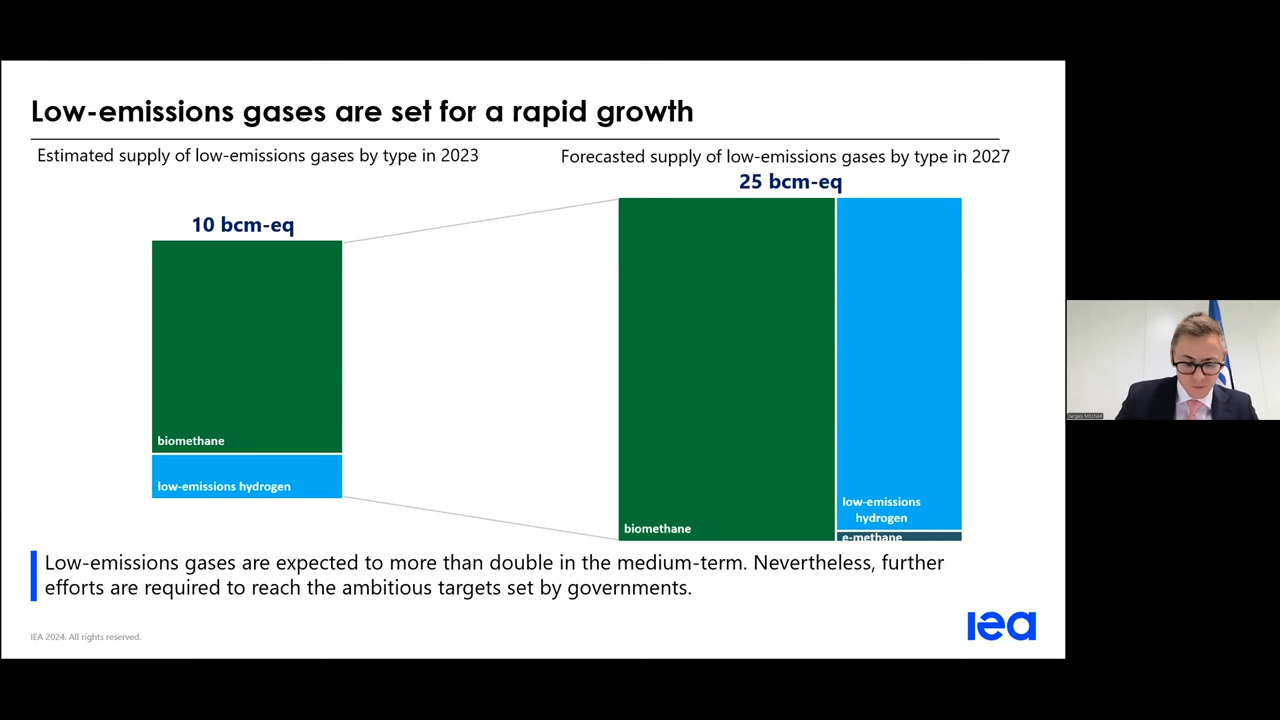 Low-emissions gases are set for a rapid growth
Estimated supply of low-emissions gases by type in 2023
Forecasted supply of low-emissions gases by type in 2027
10 bcm-eq
25 bcm-eq
biomethane
low-emissions hydrogen
biomethane
low-emissions
hydrogen
e-methane
Low-emissions gases are expected to more than double in the medium-term. Nevertheless, further
efforts are required to reach the ambitious targets set by governments.
IEA 2024. All rights reserved.
iea
Gergely MOLNAR